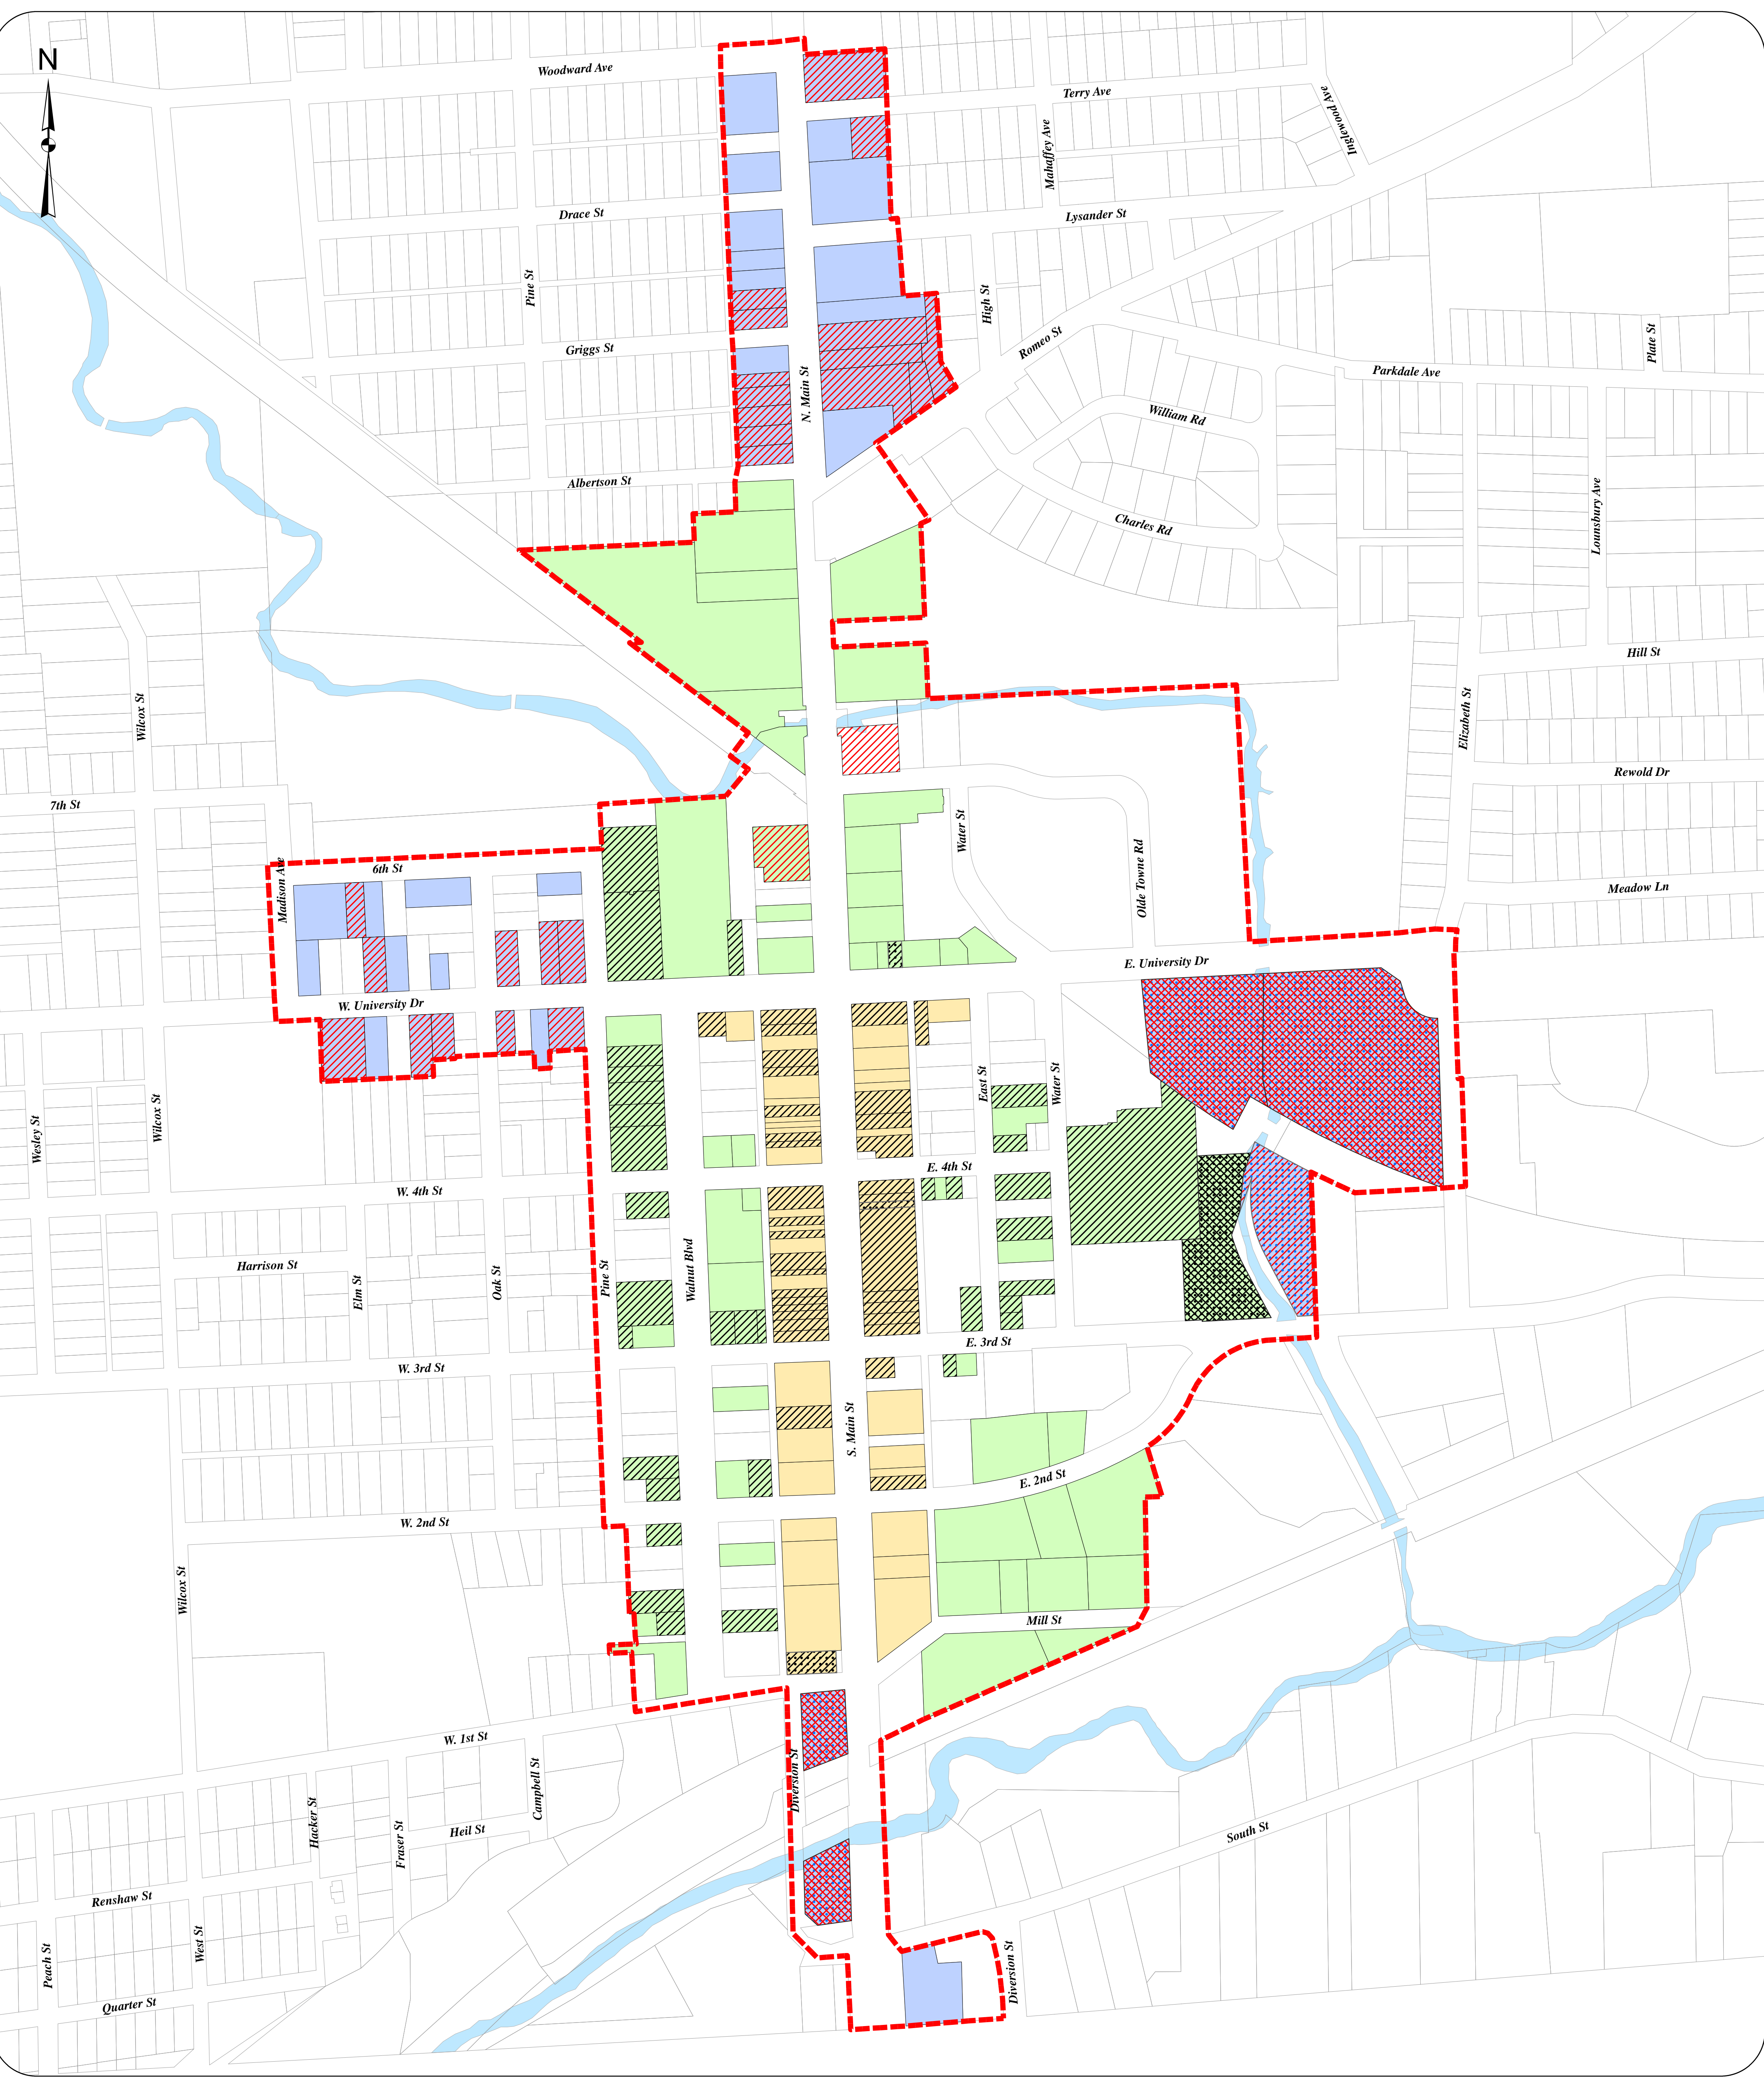 N
Woodward Ave
Terry Ave
Inglewood Ave
Mahaffey Ave
Drace St
Lysander St
Pine St
High St
Romeo St
Plate St
Griggs St
N. Main St
Parkdale Ave
William Rd
Albertson St
Charles Rd
Lounsbury Ave
Hill St
Wilcox St
Elizabeth St
Rewold Dr
7th St
Water St
6th St
Madison Ave
Olde Towne Rd
Meadow Ln
E. University Dr
W. University Dr
East St
Water St
Wesley St
Wilcox St
E. 4th St
W. 4th St
Harrison St
Elm St
Oak St
Pine St
Walnut Blvd
E. 3rd St
W. 3rd St
S. Main St
E. 2nd St
W. 2nd St
Wilcox St
Mill St
W. 1st St
Diversion St
Campbell St
Hacker St
Fraser St
Heil St
South St
Renshaw St
West St
Peach St
Diversion St
Quarter St